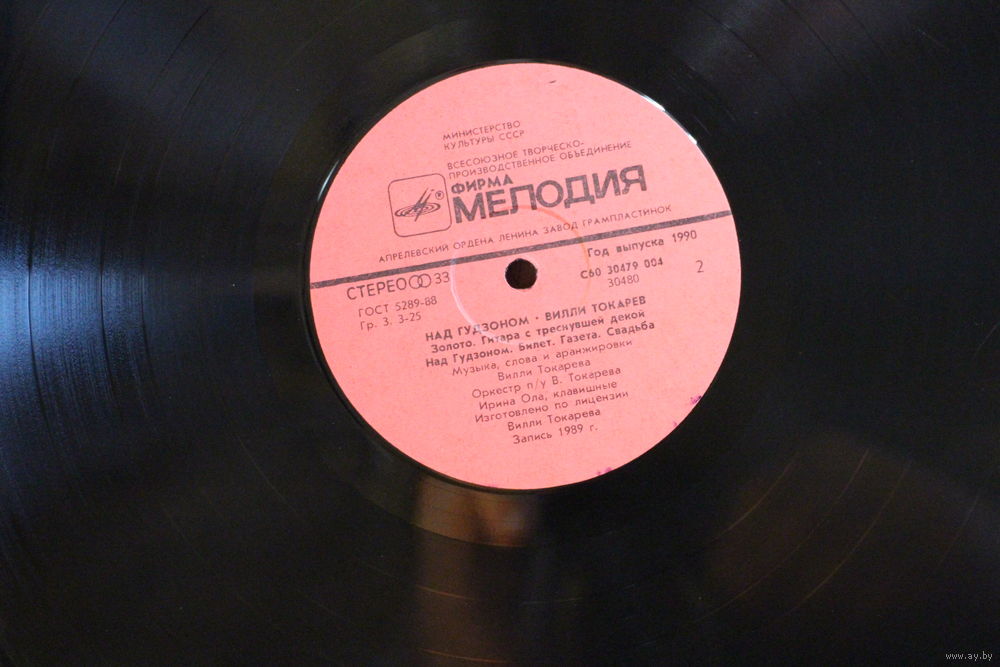 МИНИСТЕРСТВО
КУЛЬТУРЫ СССР
ВСЕСОЮЗНОЕ ТВОРЧЕСКО-
ПРОИЗВОДСТВЕННОЕ ОБЪЕДИНЕНИЕ
®
ФИРМА
МЕЛОДИЯ
АПРЕЛЕВСКИЙ ОРДЕНА ЛЕНИНА ЗАВОД ГРАМПЛАСТИНОК
СТЕРЕО 33
ГОСТ 5289-88
Гр. 3. 3-25
Год выпуска 1990
С60 30479 004
30480
2
НАД ГУДЗОНОМ • ВИЛЛИ ТОКАРЕВ
Золото. Гитара с треснувшей декой
Над Гудзоном. Билет. Газета. Свадьба
Музыка, слова и аранжировки
Вилли Токарева
Оркестр п/у В. Токарева
Ирина Ола, клавишные
Изготовлено по лицензии
Вилли Токарева
Запись 1989 г.
www.ay.by